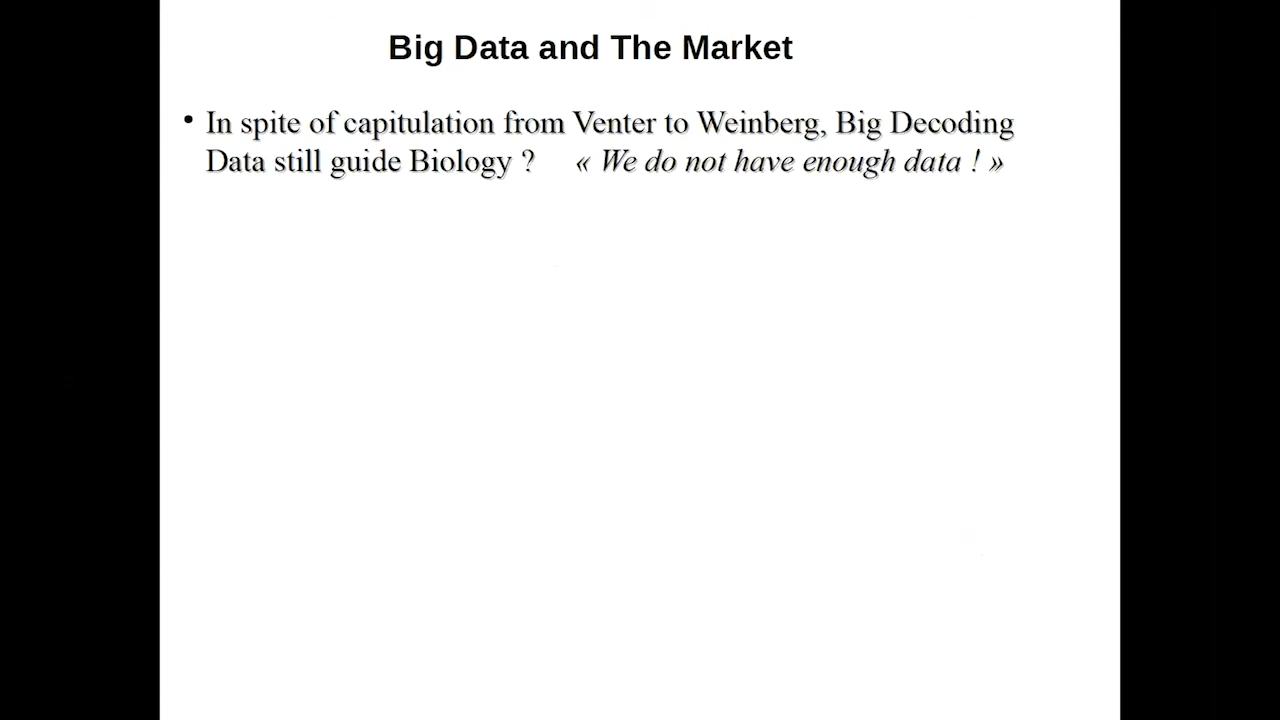 Big Data and The Market
• In spite of capitulation from Venter to Weinberg, Big Decoding
Data still guide Biology ? « We do not have enough data ! »